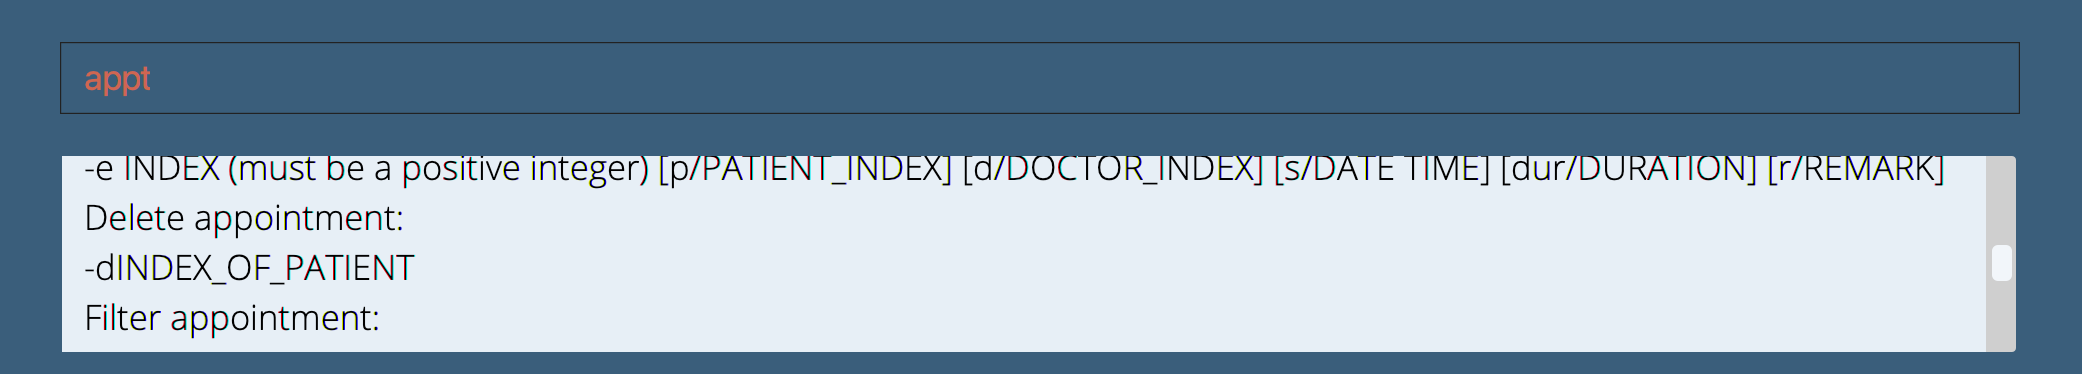 appt
-e INDEX (must be a positive integer) [p/PATIENT_INDEX] [d/DOCTOR_INDEX] [s/DATE TIME] [dur/DURATION] [r/REMARK]
Delete appointment:
-dINDEX_OF_PATIENT
Filter appointment: